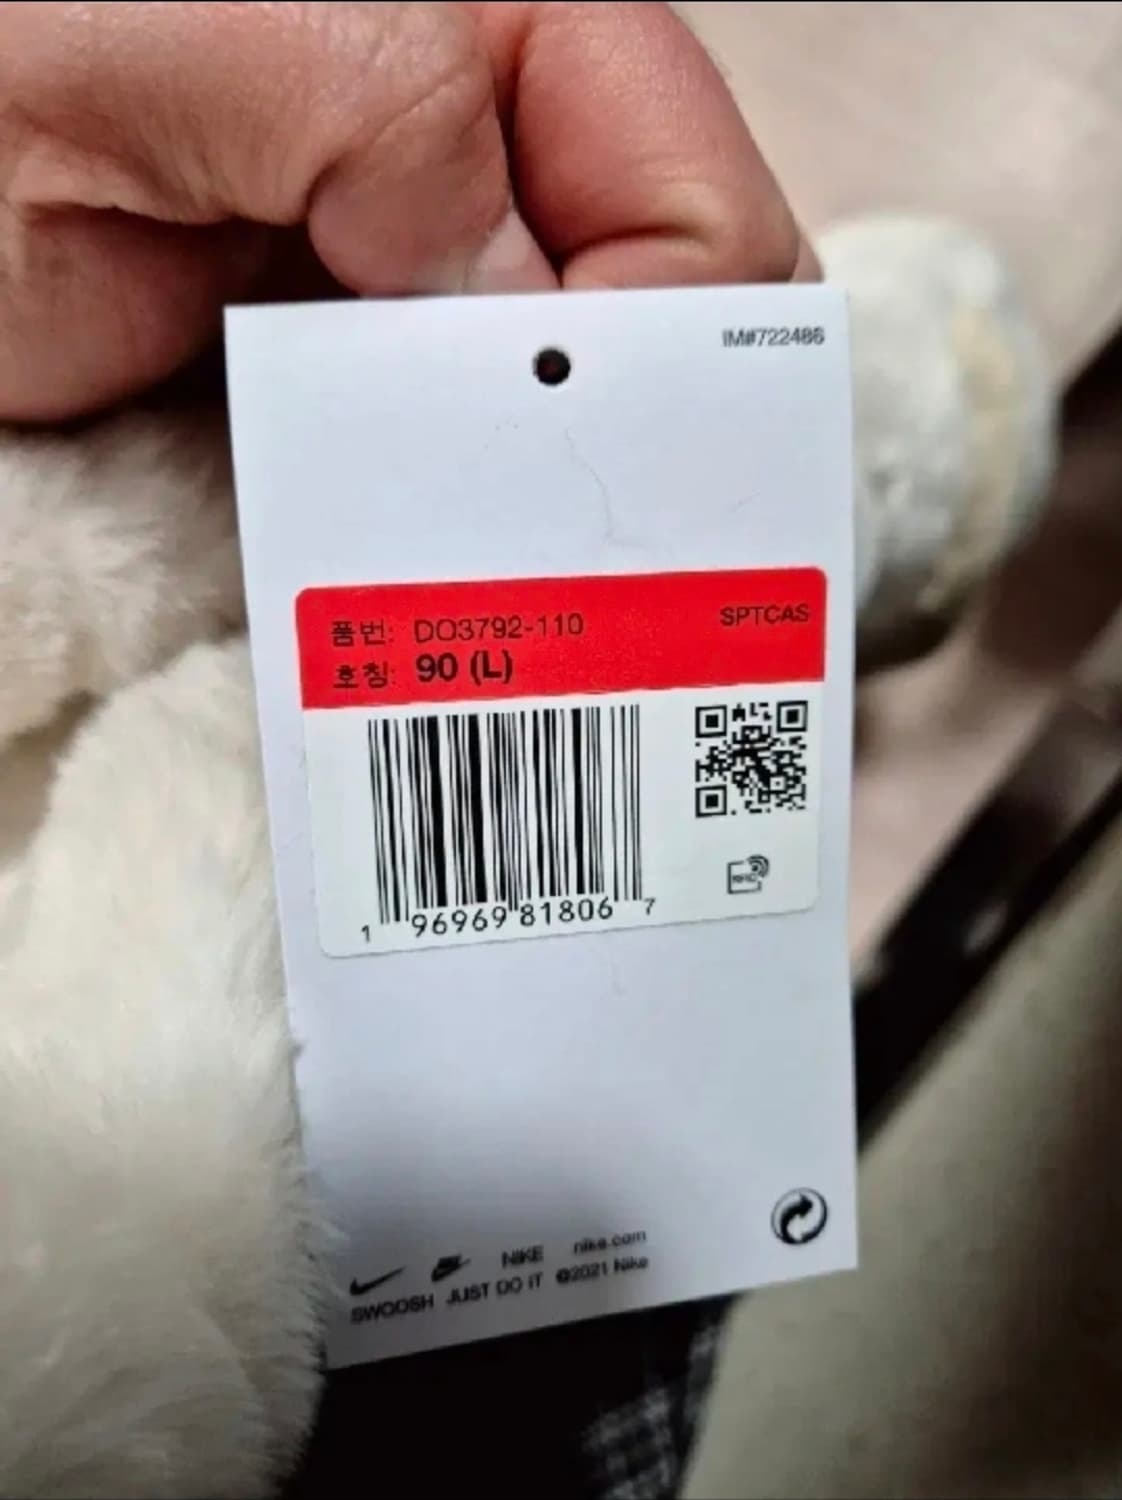 IM#722486
품번: DO3792-110 SPTCAS
호칭: 90 (L)
1 96969 81806 7
RFID
NIKE nike.com
SWOOSH JUST DO IT ©2021 Nike